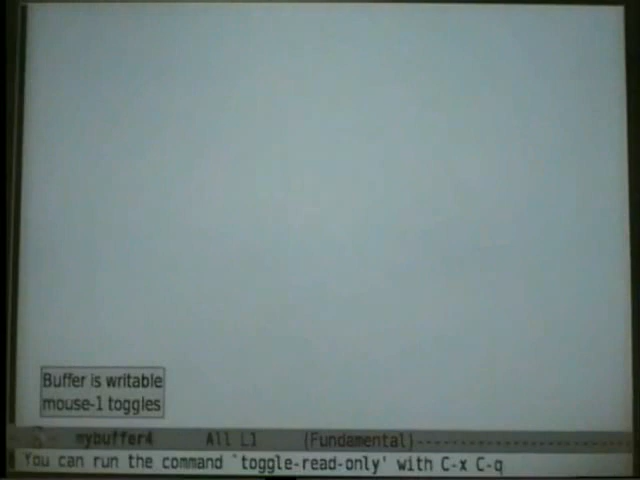 Buffer is writable
mouse-1 toggles
mybuffer4 All L1 (Fundamental)---------------------------
You can run the command `toggle-read-only' with C-x C-q